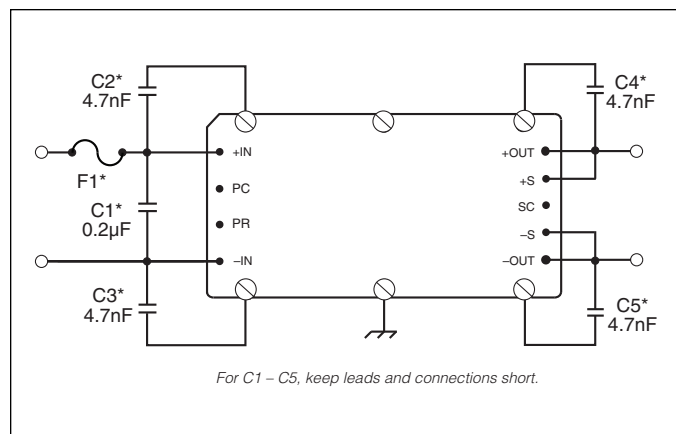 C2*
4.7nF
C4*
4.7nF
+IN
+OUT
F1*
+S
PC
C1*
0.2µF
SC
PR
–S
–IN
–OUT
C3*
4.7nF
C5*
4.7nF
For C1 – C5, keep leads and connections short.